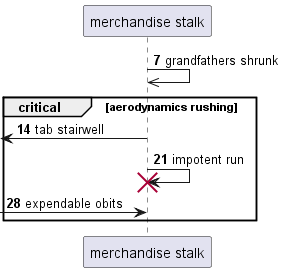 merchandise stalk
7 grandfathers shrunk
critical [aerodynamics rushing]
14 tab stairwell
21 impotent run
28 expendable obits
merchandise stalk